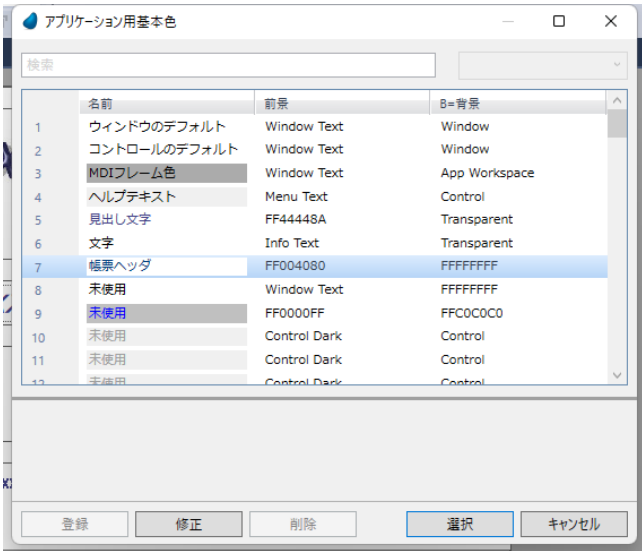 アプリケーション用基本色
検索
名前 前景 B=背景
1 ウィンドウのデフォルト Window Text Window
2 コントロールのデフォルト Window Text Window
3 MDIフレーム色 Window Text App Workspace
4 ヘルプテキスト Menu Text Control
5 見出し文字 FF44448A Transparent
6 文字 Info Text Transparent
7 帳票ヘッダ FF004080 FFFFFFFF
8 未使用 Window Text FFFFFFFF
9 未使用 FF0000FF FFC0C0C0
10 未使用 Control Dark Control
11 未使用 Control Dark Control
12 未使用 Control Dark Control
登録 修正 削除 選択 キャンセル